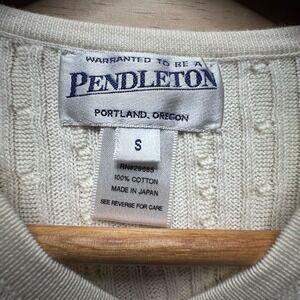 WARRANTED TO BE A
PENDLETON
PORTLAND, OREGON
S
100% COTTON
MADE IN JAPAN
SEE REVERSE FOR CARE